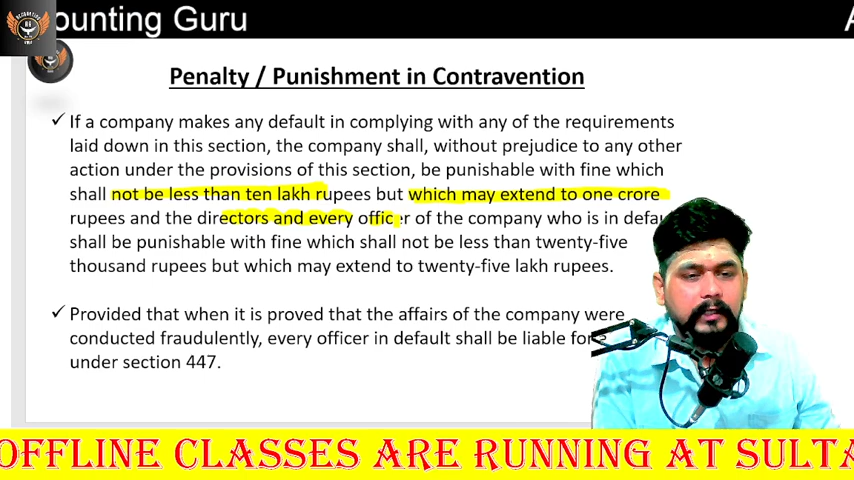 ounting Guru
Penalty / Punishment in Contravention
✓ If a company makes any default in complying with any of the requirements
laid down in this section, the company shall, without prejudice to any other
action under the provisions of this section, be punishable with fine which
shall not be less than ten lakh rupees but which may extend to one crore
rupees and the directors and every officer of the company who is in defau
shall be punishable with fine which shall not be less than twenty-five
thousand rupees but which may extend to twenty-five lakh rupees.
✓ Provided that when it is proved that the affairs of the company were
conducted fraudulently, every officer in default shall be liable for
under section 447.
OFFLINE CLASSES ARE RUNNING AT SULTA